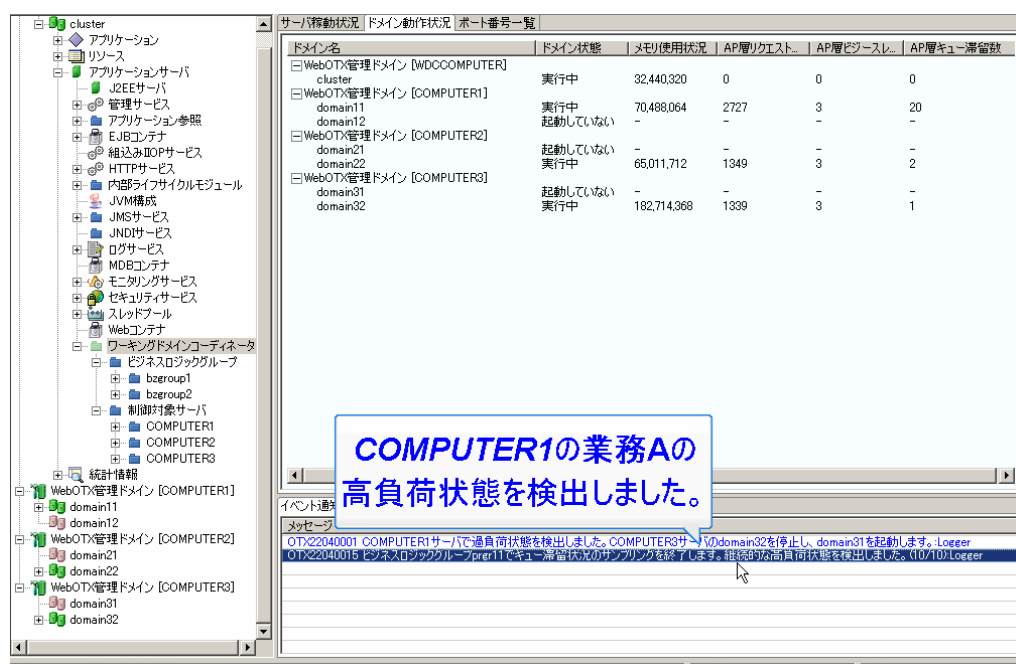 cluster
アプリケーション
リソース
アプリケーションサーバ
J2EEサーバ
管理サービス
アプリケーション参照
EJBコンテナ
組込みIIOPサービス
HTTPサービス
内部ライフサイクルモジュール
JVM構成
JMSサービス
JNDIサービス
ログサービス
MDBコンテナ
モニタリングサービス
セキュリティサービス
スレッドプール
Webコンテナ
ワーキングドメインコーディネータ
ビジネスロジックグループ
bzgroup1
bzgroup2
制御対象サーバ
COMPUTER1
COMPUTER2
COMPUTER3
統計情報
WebOTX管理ドメイン [COMPUTER1]
domain11
domain12
WebOTX管理ドメイン [COMPUTER2]
domain21
domain22
WebOTX管理ドメイン [COMPUTER3]
domain31
domain32
サーバ稼動状況 ドメイン動作状況 ポート番号一覧
ドメイン名 ドメイン状態 メモリ使用状況 AP層リクエスト... AP層ビジースレ... AP層キュー滞留数
WebOTX管理ドメイン [WDCCOMPUTER]
cluster 実行中 32,440,320 0 0 0
WebOTX管理ドメイン [COMPUTER1]
domain11 実行中 70,488,064 2727 3 20
domain12 起動していない - - - -
WebOTX管理ドメイン [COMPUTER2]
domain21 起動していない - - - -
domain22 実行中 65,011,712 1349 3 2
WebOTX管理ドメイン [COMPUTER3]
domain31 起動していない - - - -
domain32 実行中 182,714,368 1339 3 1
COMPUTER1の業務Aの
高負荷状態を検出しました。
イベント通知
メッセージ
OTX22040001 COMPUTER1サーバで過負荷状態を検出しました。COMPUTER3サーバのdomain32を停止し、domain31を起動します。:Logger
OTX22040015 ビジネスロジックグループprgr11でキュー滞留状況のサンプリングを終了します。継続的な高負荷状態を検出しました。(10/10):Logger